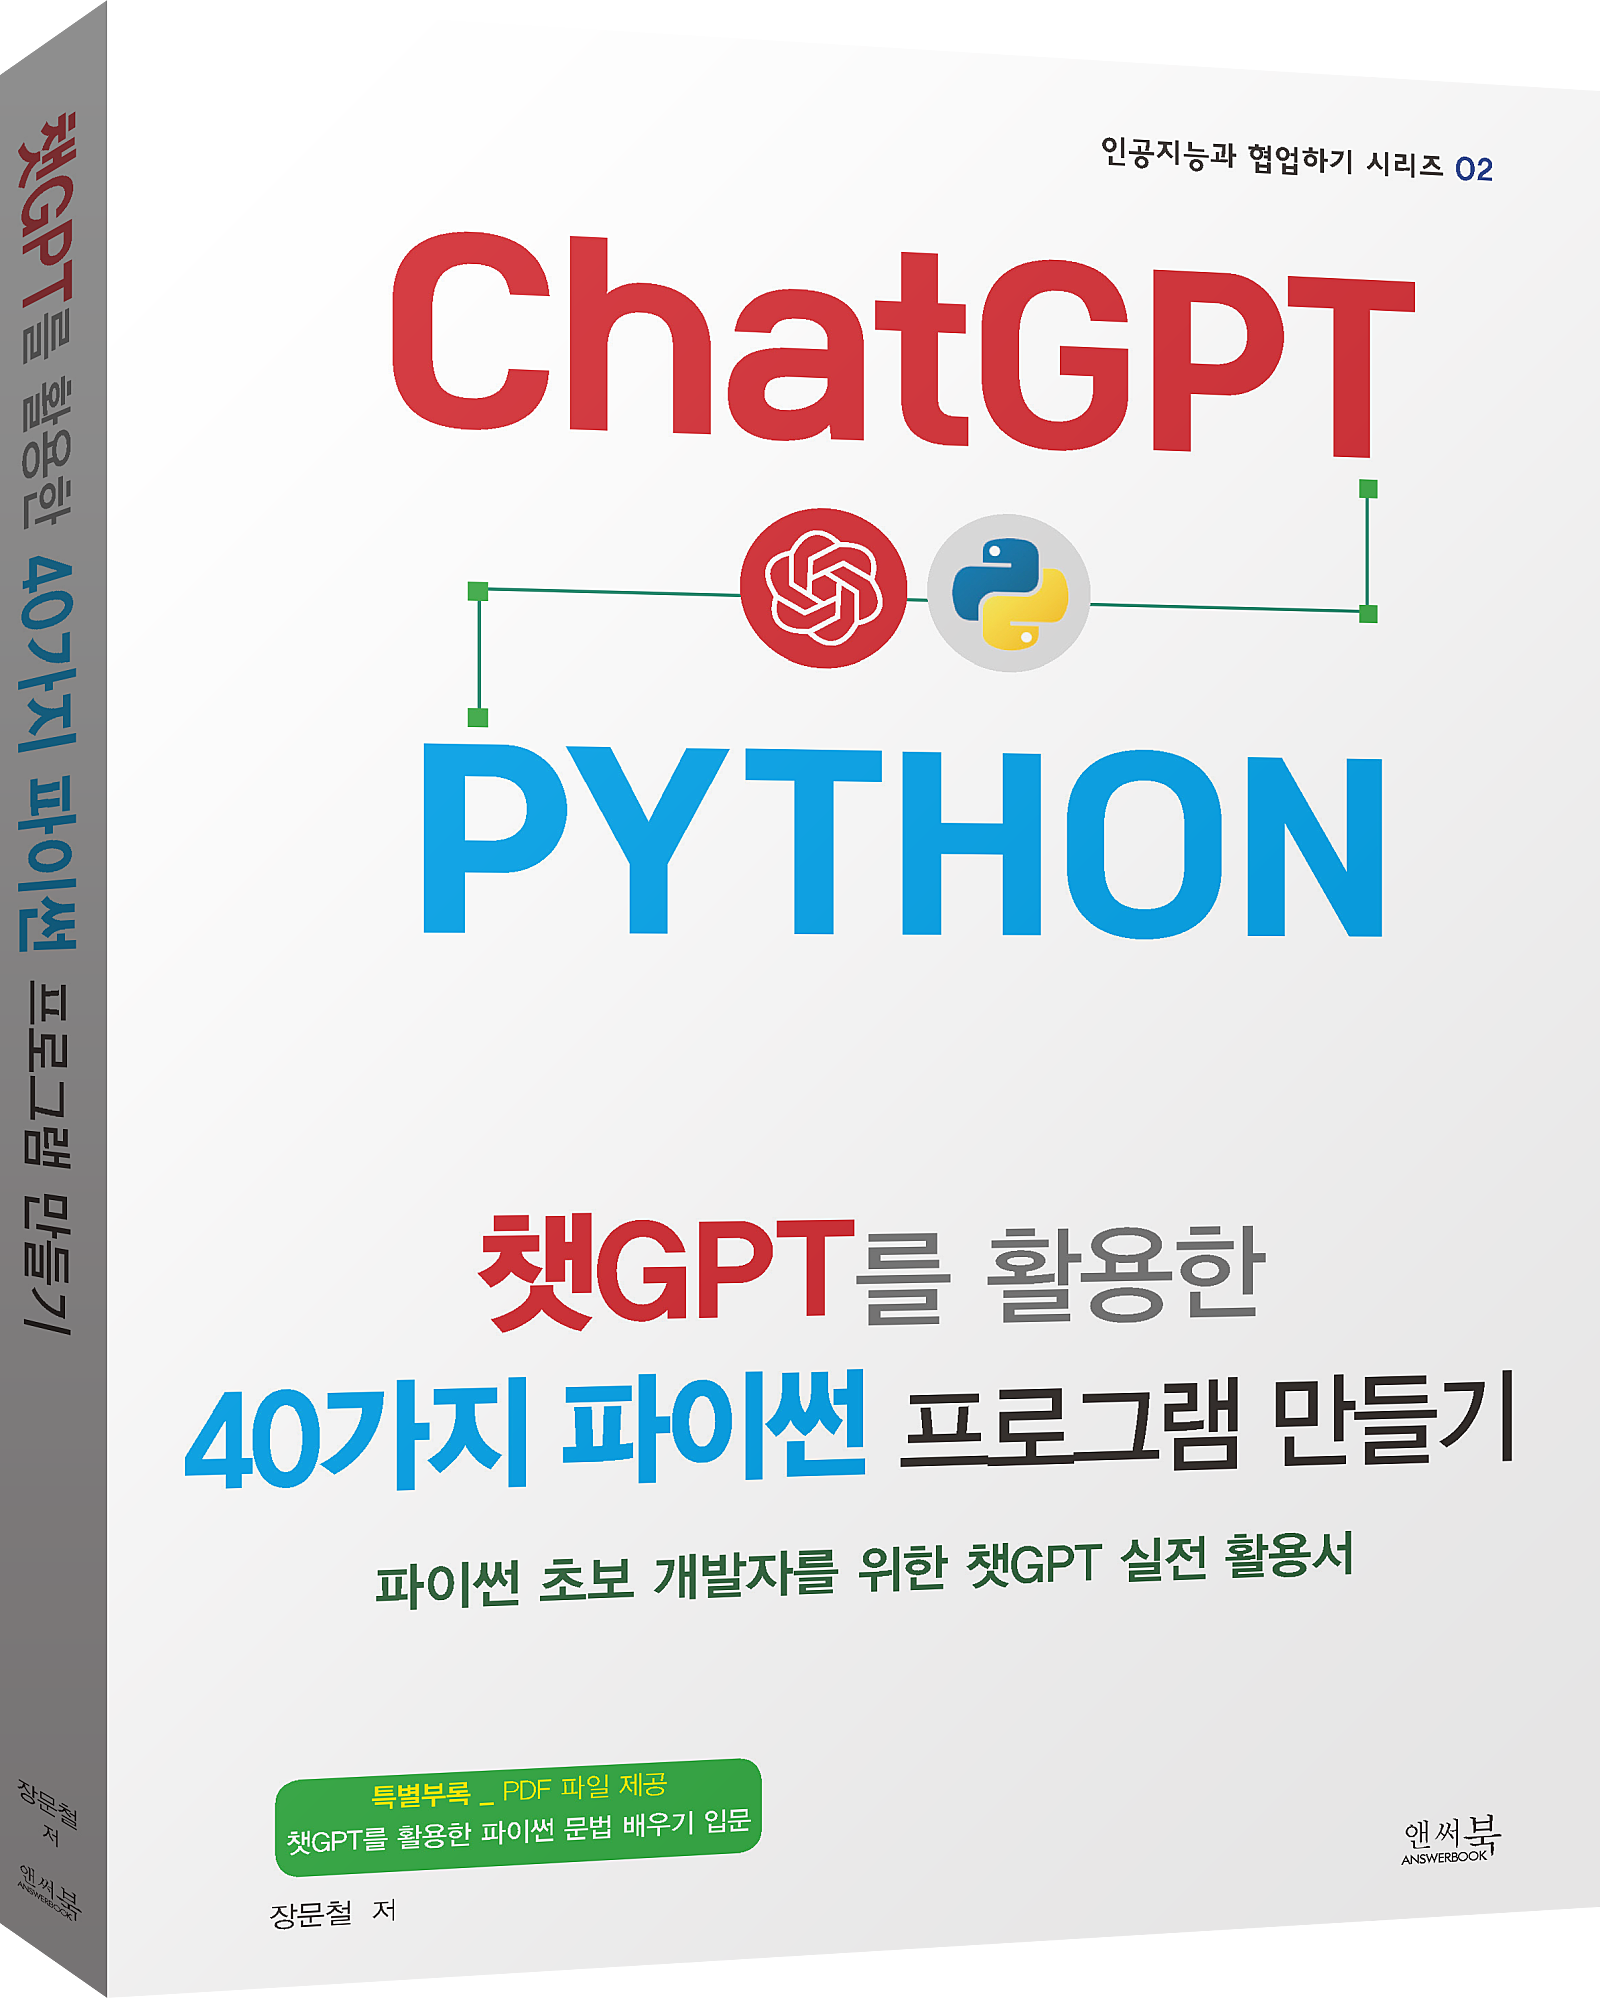 인공지능과 협업하기 시리즈 02
ChatGPT
PYTHON
챗GPT를 활용한
40가지 파이썬 프로그램 만들기
파이썬 초보 개발자를 위한 챗GPT 실전 활용서
특별부록 _ PDF 파일 제공
챗GPT를 활용한 파이썬 문법 배우기 입문
장문철 저
앤써북
ANSWERBOOK
챗GPT를 활용한 40가지 파이썬 프로그램 만들기
장문철
저
앤써북
ANSWERBOOK